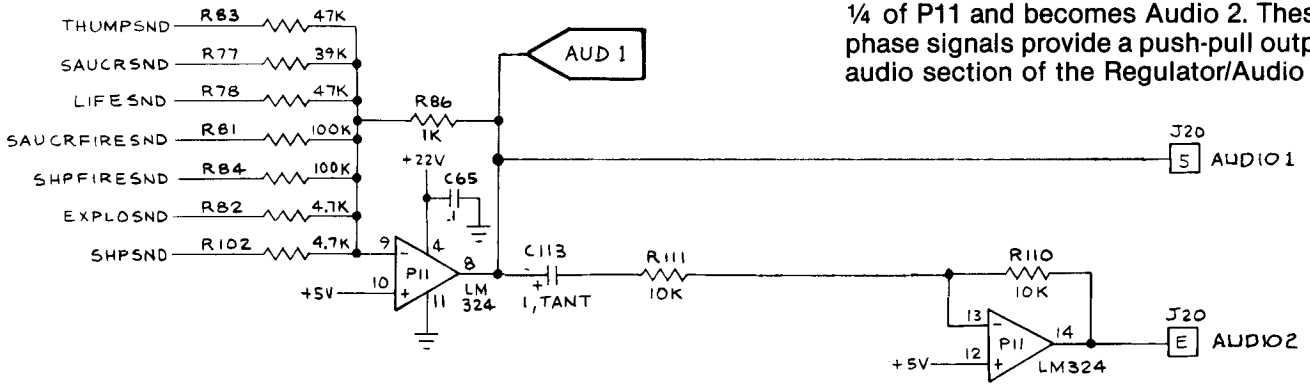 THUMPSND R83 47K
SAUCRSND R77 39K
LIFESND R78 47K
SAUCRFIRESND R81 100K
SHPFIRESND R84 100K
EXPLOSND R82 4.7K
SHPSND R102 4.7K
AUD 1
R86
1K
+22V
C65
.1
9 -
4
P11
8
10 +
+5V
11
LM
324
C113
- +
1, TANT
R111
10K
R110
10K
13 -
P11
14
12 +
+5V
LM324
J20
S AUDIO1
J20
E AUDIO2
¼ of P11 and becomes Audio 2. Thes
phase signals provide a push-pull outp
audio section of the Regulator/Audio